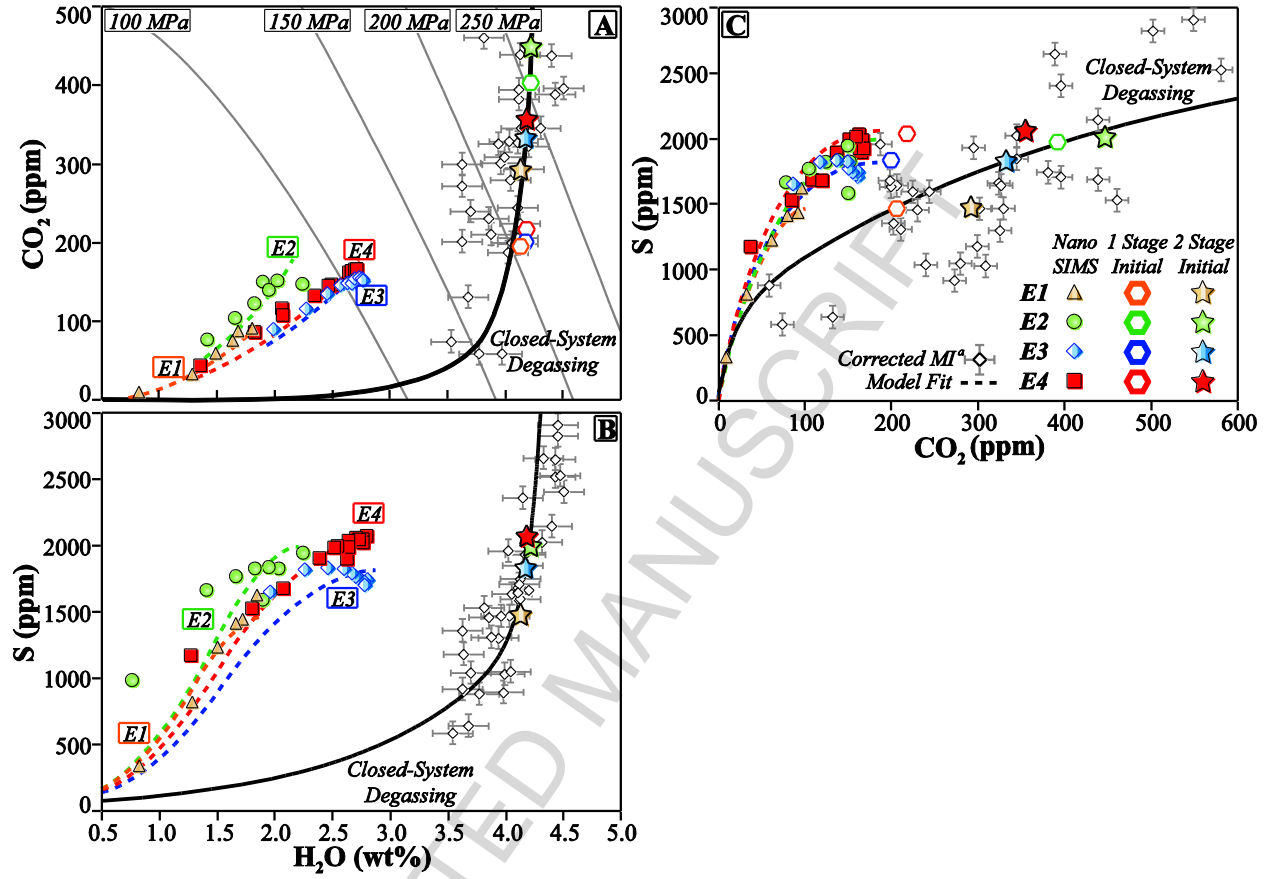 100 MPa 150 MPa 200 MPa 250 MPa A
500
400
300
200
100
0
CO2 (ppm)
E2
E4
E3
E1
Closed-System
Degassing
B
3000
2500
2000
1500
1000
500
0
S (ppm)
E4
E2
E3
E1
Closed-System
Degassing
0.5 1.0 1.5 2.0 2.5 3.0 3.5 4.0 4.5 5.0
H2O (wt%)
C
3000
2500
2000
1500
1000
500
0
S (ppm)
Closed-System
Degassing
Nano 1 Stage 2 Stage
SIMS Initial Initial
E1
E2
E3
E4
Corrected MIa
Model Fit
0 100 200 300 400 500 600
CO2 (ppm)
TED MANUSCRIPT